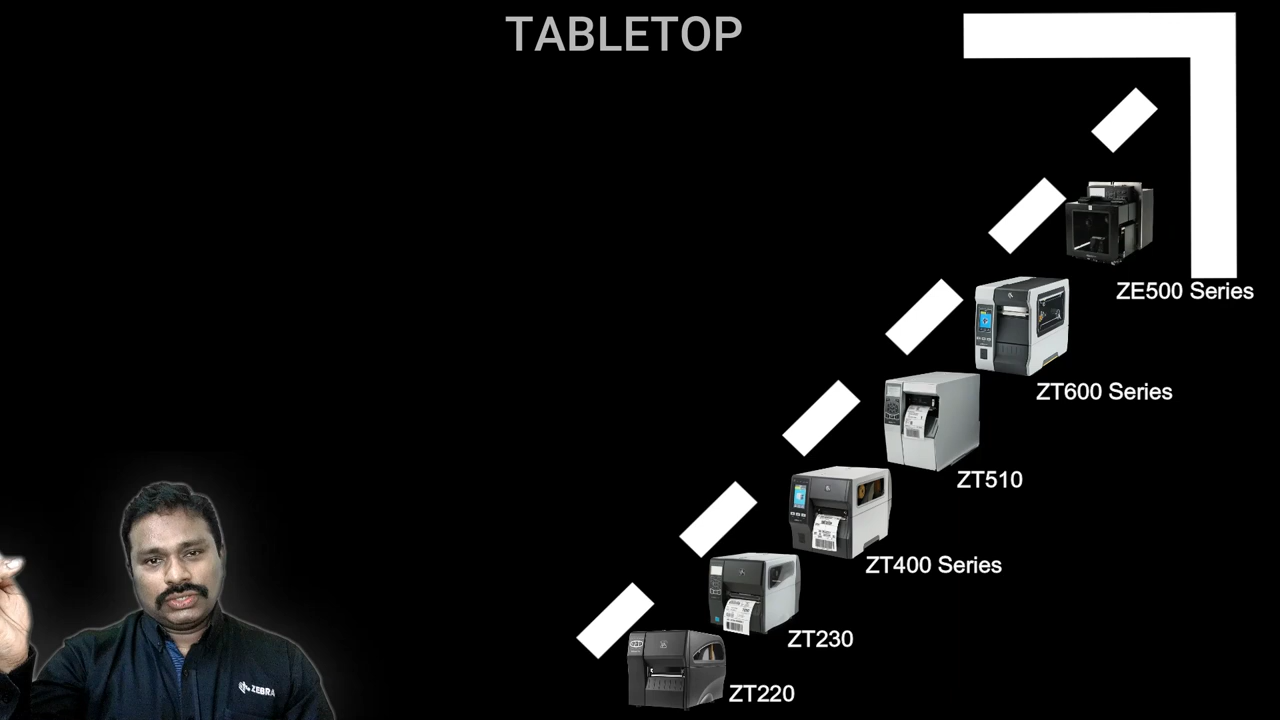 TABLETOP
ZE500 Series
ZT600 Series
ZT510
ZT400 Series
ZT230
ZT220
ZEBRA